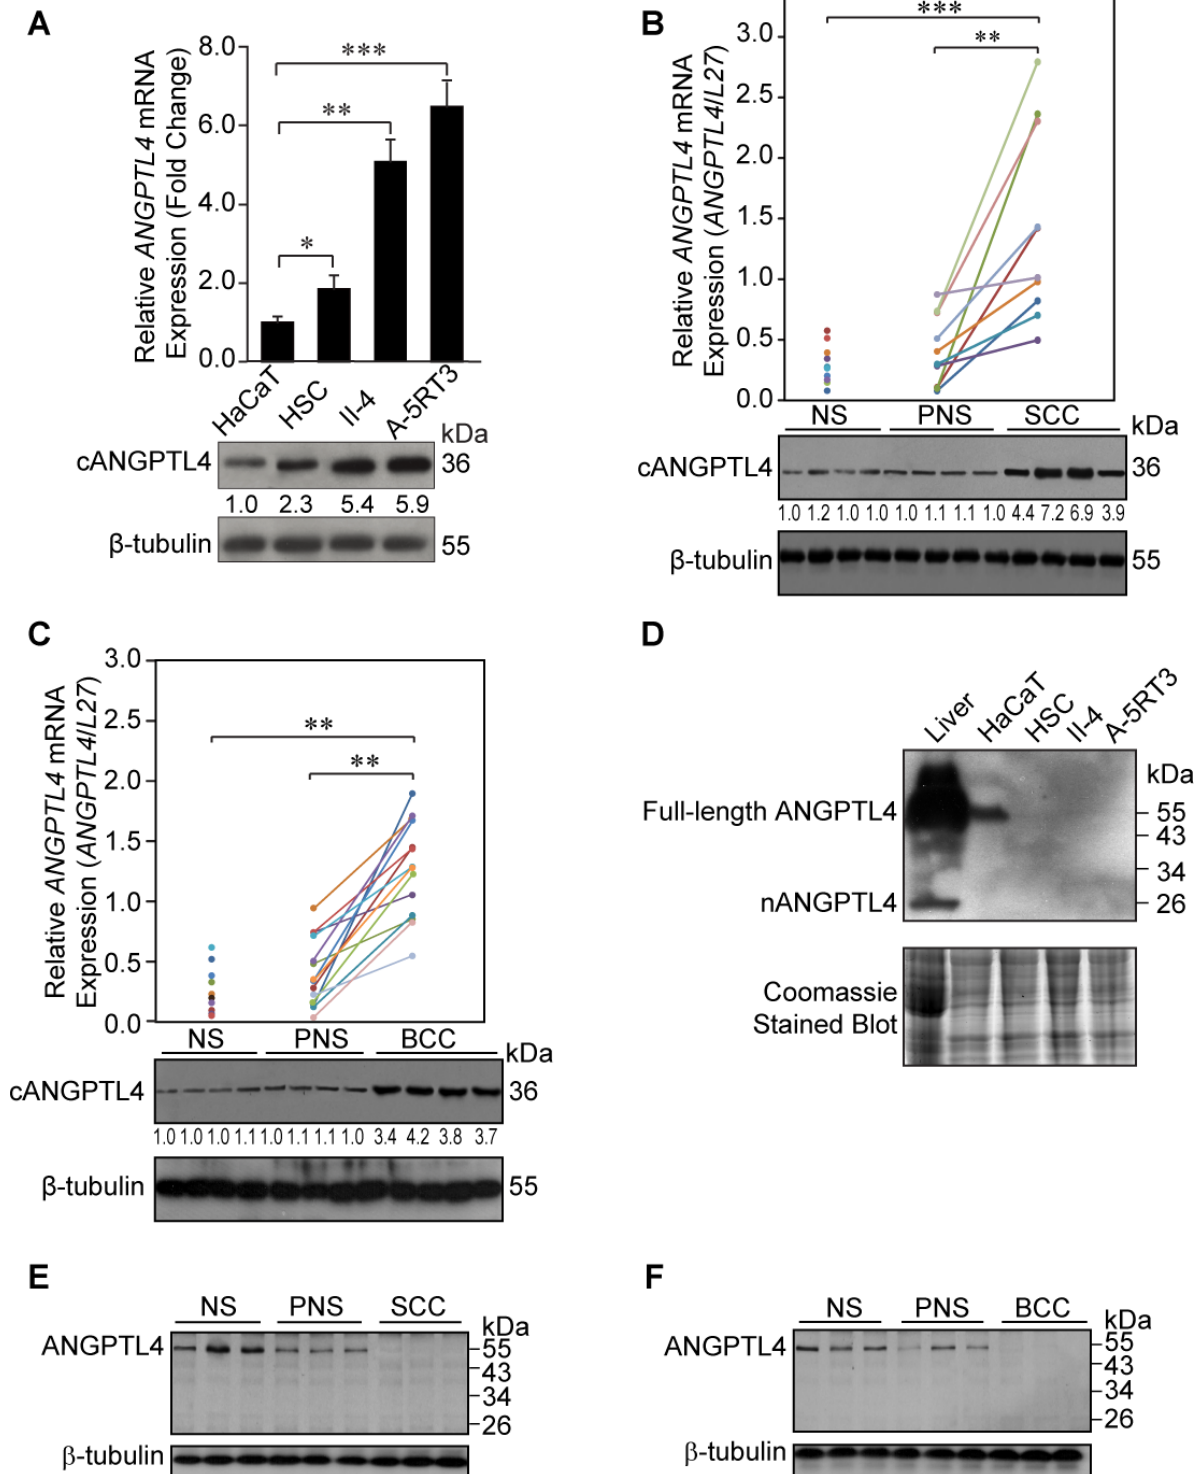 A
Relative ANGPTL4 mRNA
Expression (Fold Change)
8.0
6.0
4.0
2.0
0.0
***
**
*
HaCaT HSC II-4 A-5RT3
kDa
cANGPTL4 36
1.0 2.3 5.4 5.9
β-tubulin 55
B
Relative ANGPTL4 mRNA
Expression (ANGPTL4/L27)
3.0
2.5
2.0
1.5
1.0
0.5
0.0
***
**
NS PNS SCC
kDa
cANGPTL4 36
1.0 1.2 1.0 1.0 1.0 1.1 1.1 1.0 4.4 7.2 6.9 3.9
β-tubulin 55
C
Relative ANGPTL4 mRNA
Expression (ANGPTL4/L27)
3.0
2.5
2.0
1.5
1.0
0.5
0.0
**
**
NS PNS BCC
kDa
cANGPTL4 36
1.0 1.0 1.0 1.1 1.0 1.1 1.1 1.0 3.4 4.2 3.8 3.7
β-tubulin 55
D
Liver HaCaT HSC II-4 A-5RT3
kDa
Full-length ANGPTL4 55
43
34
nANGPTL4 26
Coomassie
Stained Blot
E
NS PNS SCC
kDa
ANGPTL4 55
43
34
26
β-tubulin
F
NS PNS BCC
kDa
ANGPTL4 55
43
34
26
β-tubulin